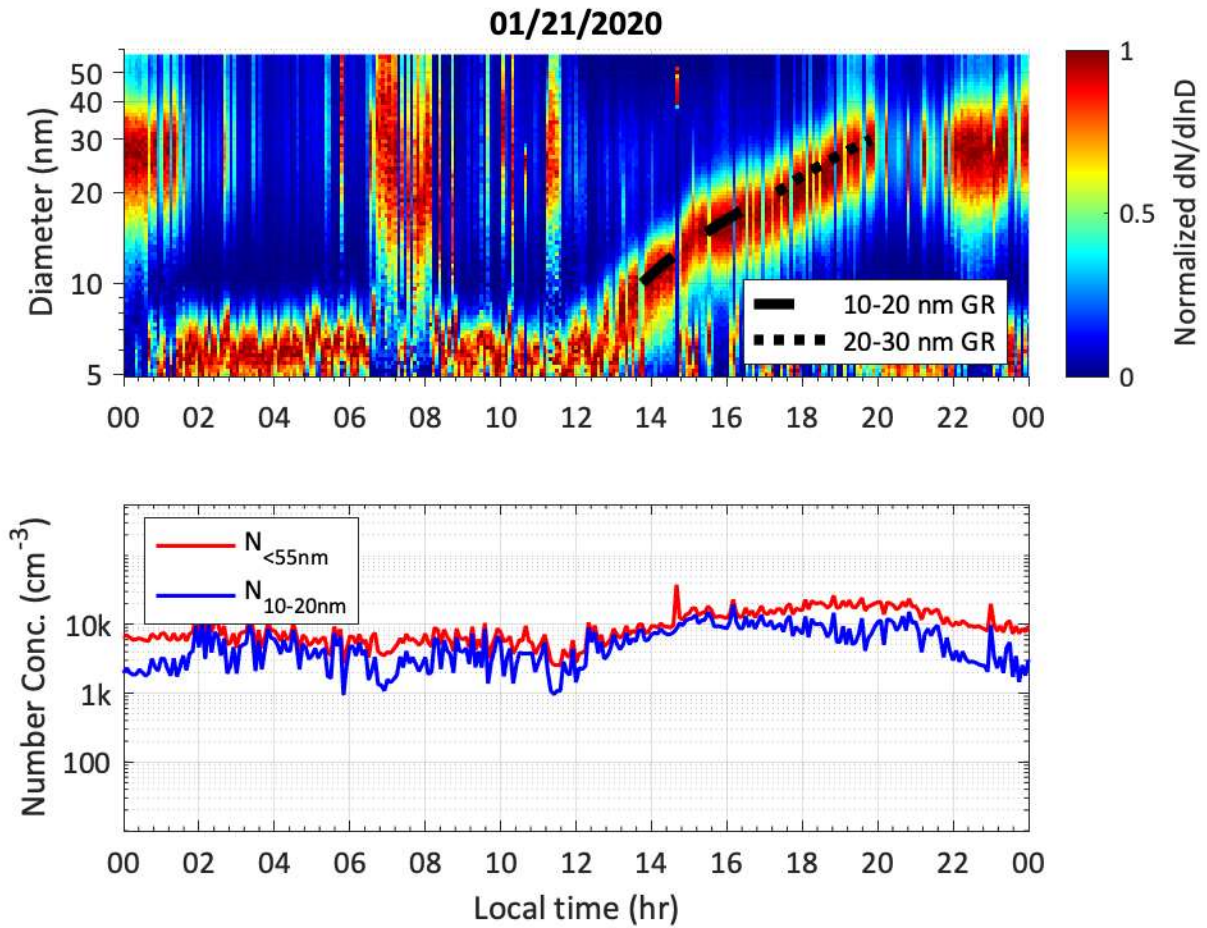 01/21/2020
Diameter (nm)
50
40
30
20
10
5
10-20 nm GR
20-30 nm GR
00 02 04 06 08 10 12 14 16 18 20 22 00
1
0.5
0
Normalized dN/dlnD
Number Conc. (cm-3)
N<55nm
N10-20nm
10k
1k
100
00 02 04 06 08 10 12 14 16 18 20 22 00
Local time (hr)